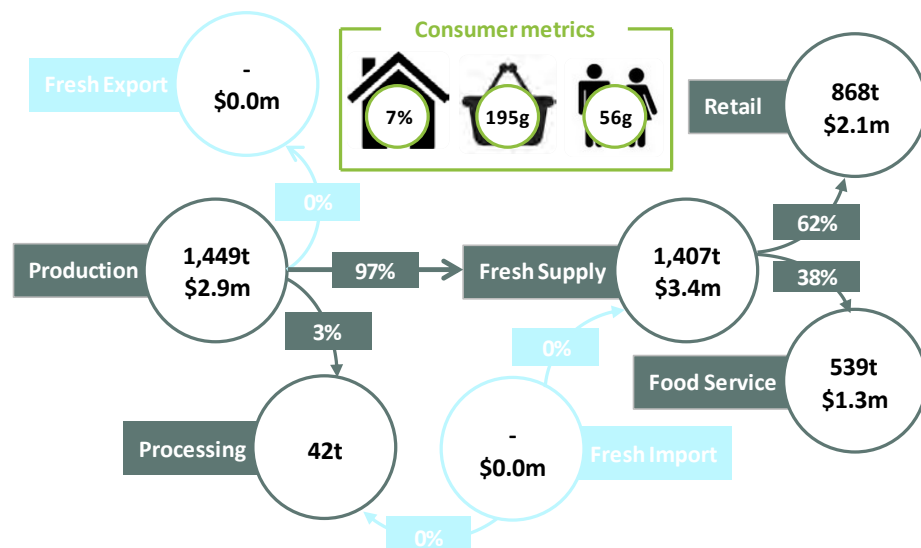 Consumer metrics
7%
195g
56g
Fresh Export
-
$0.0m
Retail
868t
$2.1m
0%
62%
Production
1,449t
$2.9m
97%
Fresh Supply
1,407t
$3.4m
38%
3%
0%
Food Service
539t
$1.3m
Processing
42t
-
$0.0m
Fresh Import
0%